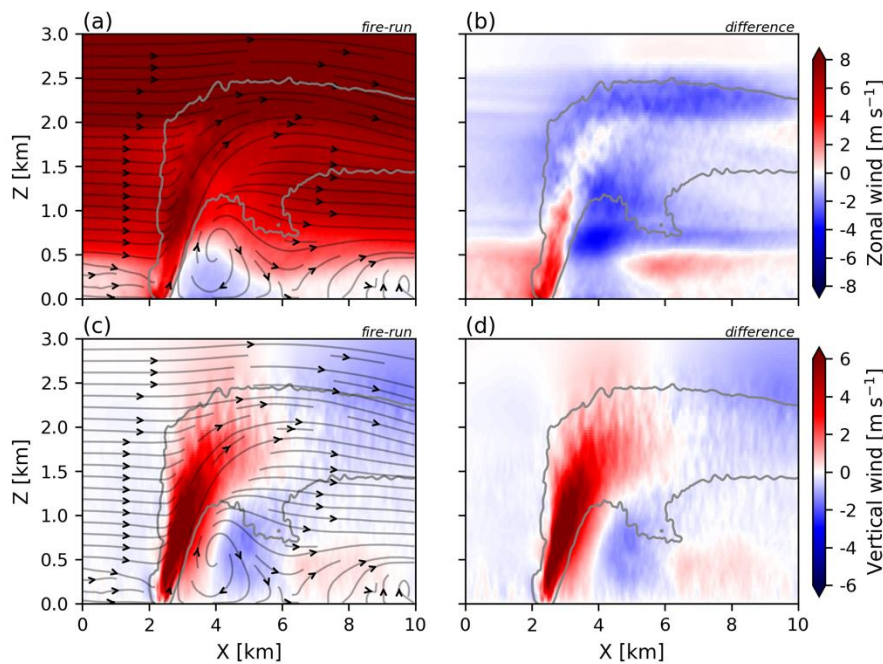 (a) fire-run
(b) difference
3.0
2.5
2.0
1.5
1.0
0.5
0.0
Z [km]
8
6
4
2
0
-2
-4
-6
-8
Zonal wind [m s⁻¹]
(c) fire-run
(d) difference
3.0
2.5
2.0
1.5
1.0
0.5
0.0
Z [km]
0 2 4 6 8 10
X [km]
0 2 4 6 8 10
X [km]
6
4
2
0
-2
-4
-6
Vertical wind [m s⁻¹]